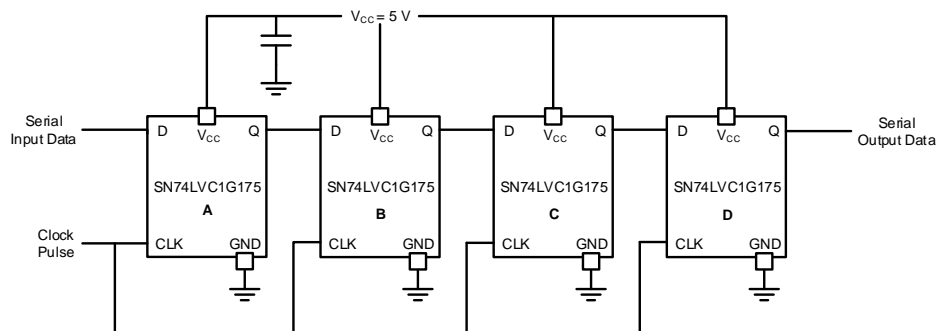 V_CC = 5 V
Serial
Input Data
D V_CC Q
D V_CC Q
D V_CC Q
D V_CC Q
Serial
Output Data
SN74LVC1G175
SN74LVC1G175
SN74LVC1G175
SN74LVC1G175
A
B
C
D
Clock
Pulse
CLK GND
CLK GND
CLK GND
CLK GND